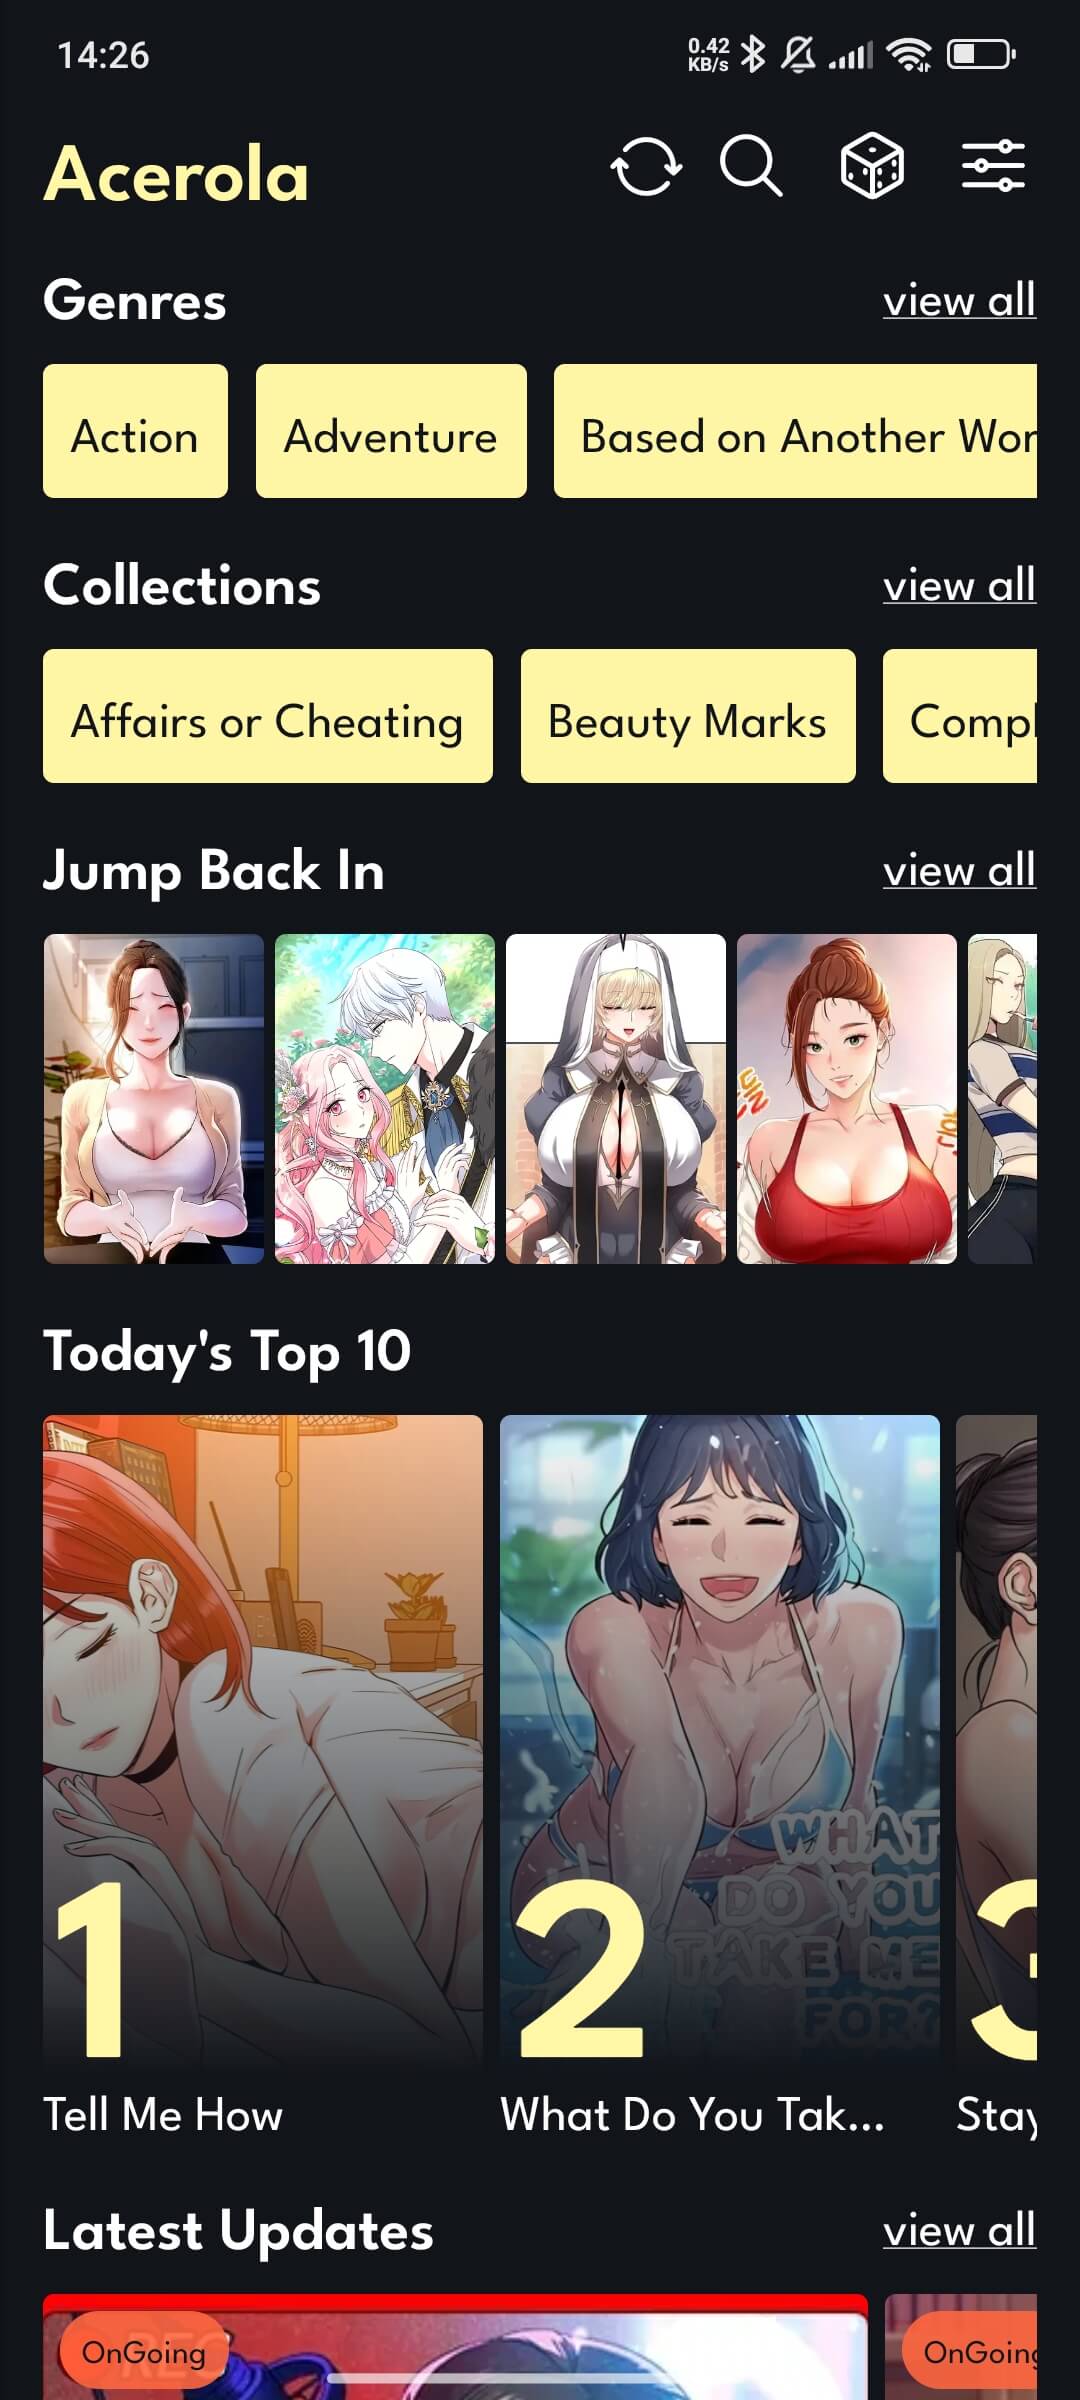 14:26
0.42
KB/s
Acerola
Genres
view all
Action
Adventure
Based on Another Wor
Collections
view all
Affairs or Cheating
Beauty Marks
Compl
Jump Back In
view all
Today's Top 10
WHAT
DO YOU
TAKE ME
FOR?
1
2
3
Tell Me How
What Do You Tak...
Stay
Latest Updates
view all
OnGoing
OnGoing